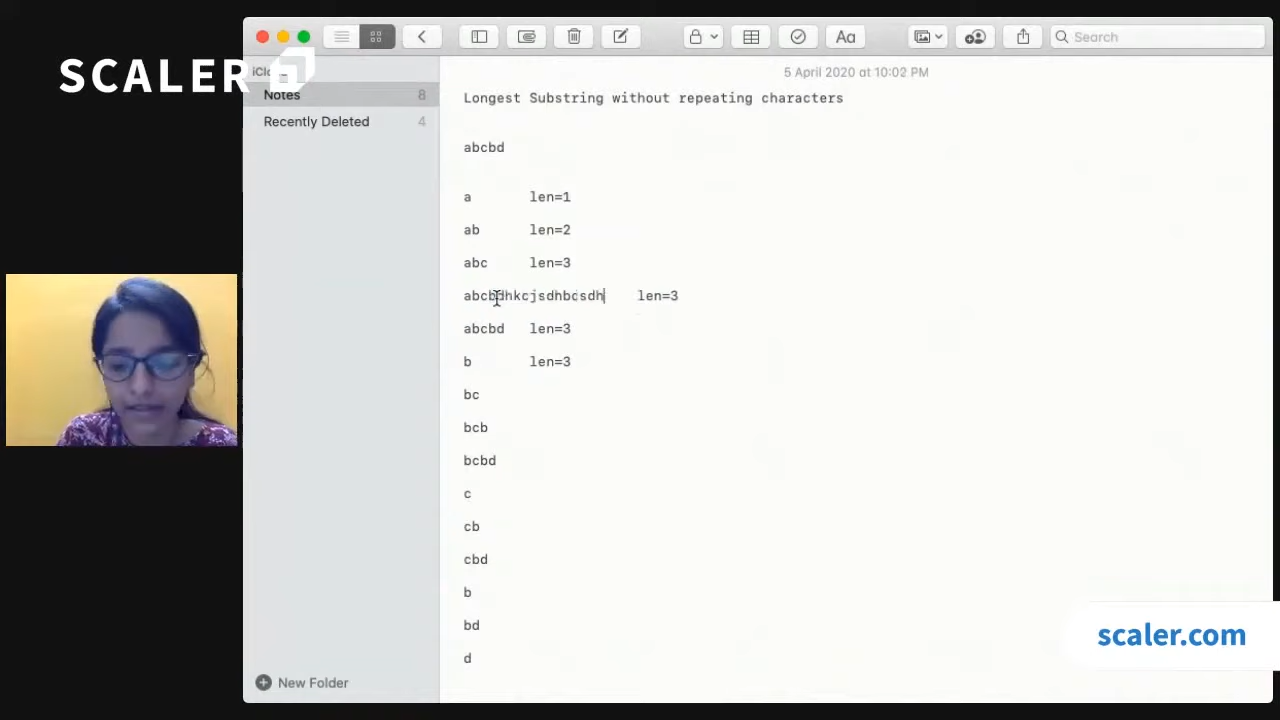 SCALER
Search
5 April 2020 at 10:02 PM
Notes 8
Recently Deleted 4
Longest Substring without repeating characters
abcbd
a len=1
ab len=2
abc len=3
abcbdhkcjsdhbcsdh len=3
abcbd len=3
b len=3
bc
bcb
bcbd
c
cb
cbd
b
bd
d
New Folder
scaler.com